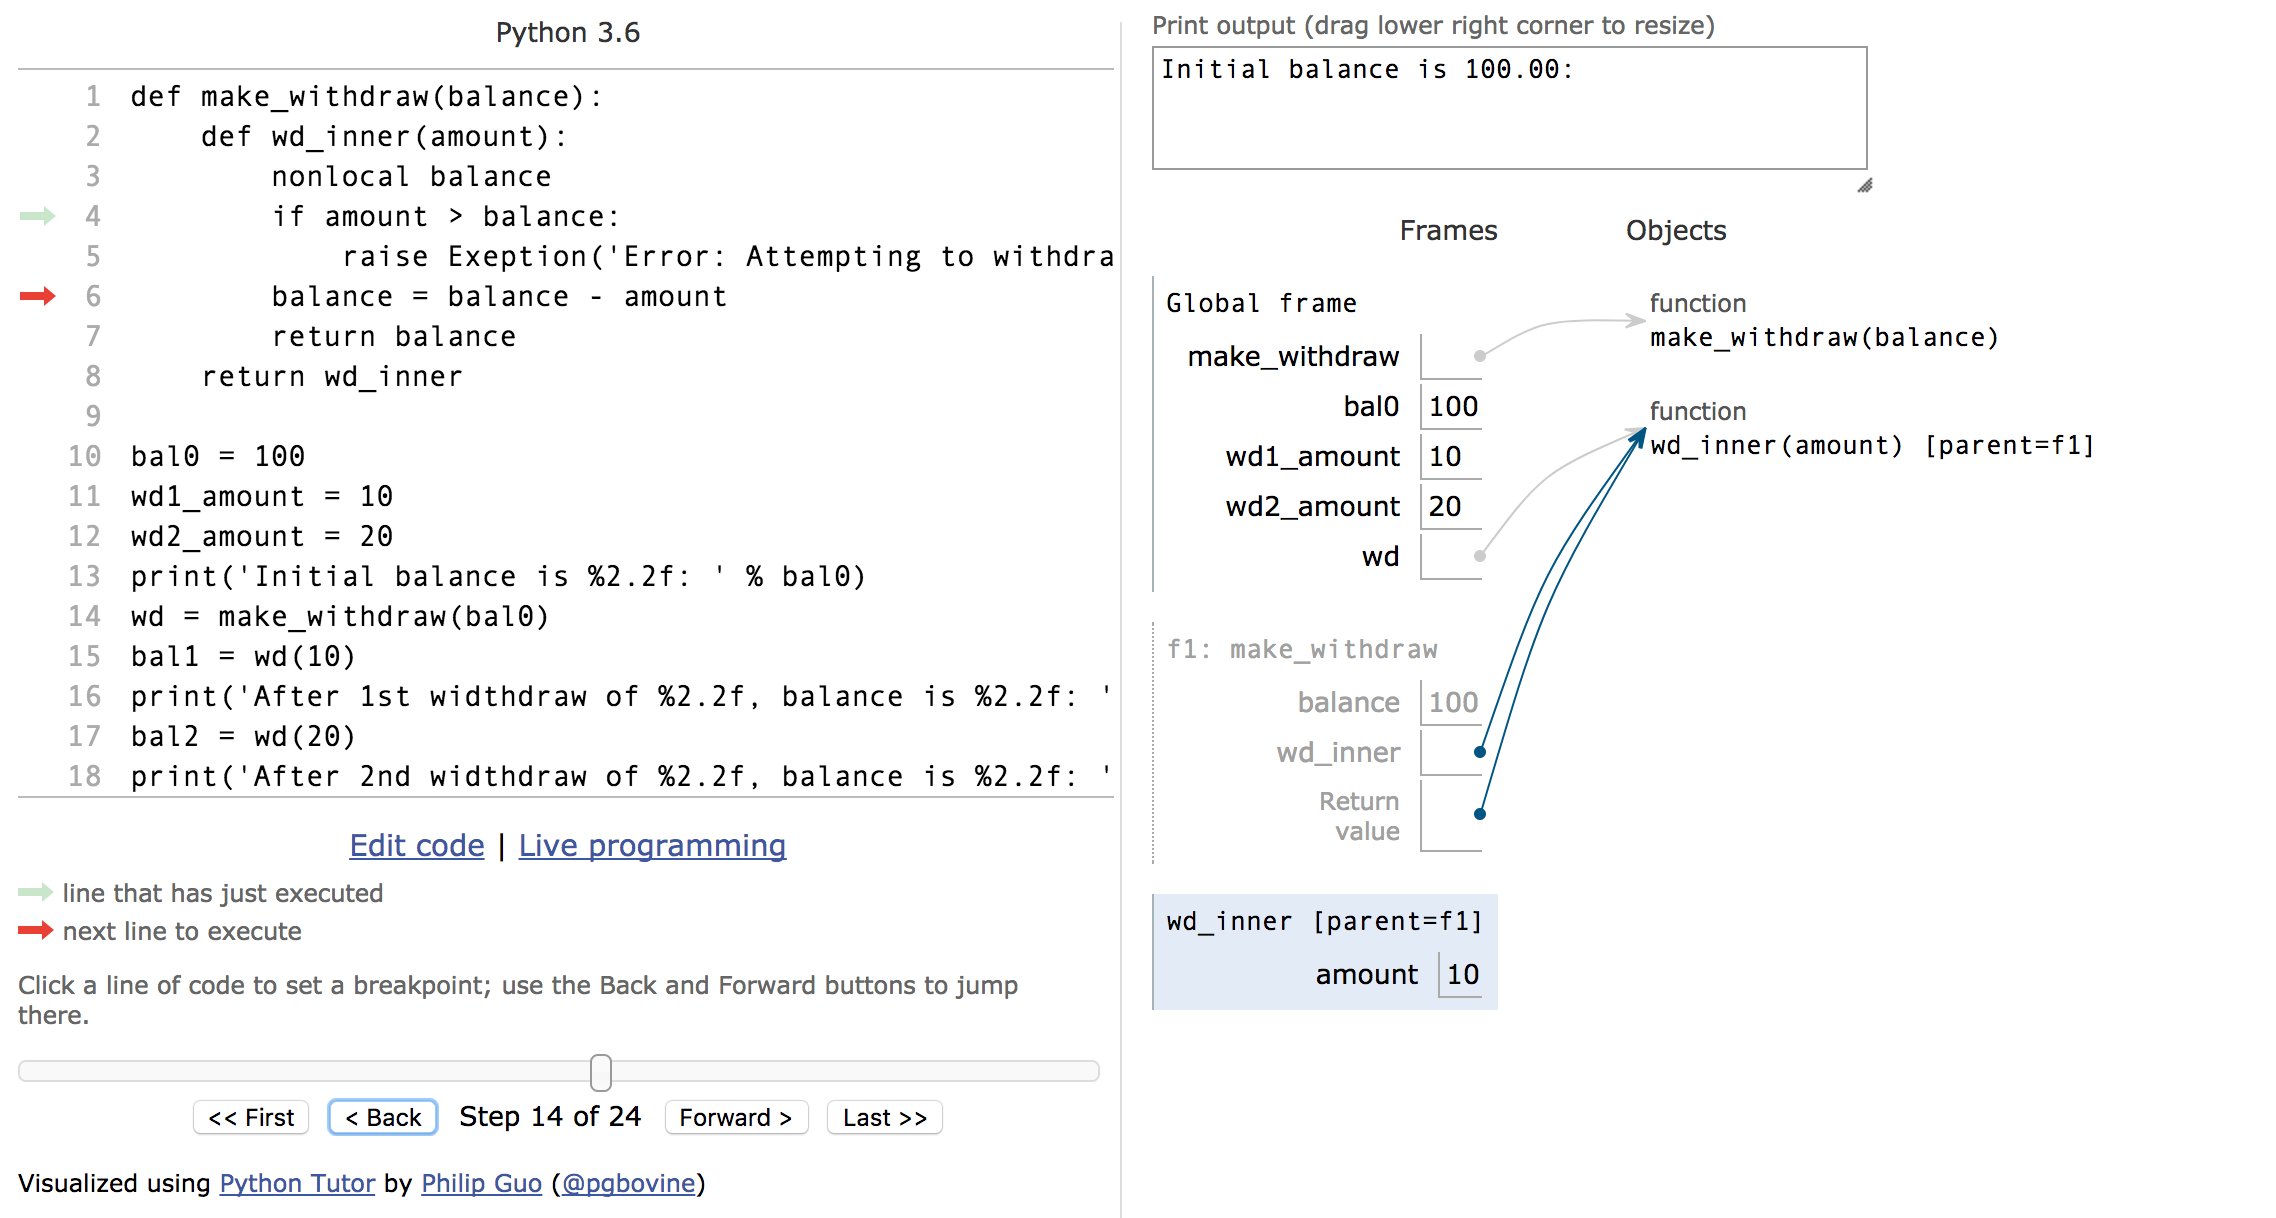 Python 3.6
1 def make_withdraw(balance):
2     def wd_inner(amount):
3         nonlocal balance
4         if amount > balance:
5             raise Exeption('Error: Attempting to withdra
6         balance = balance - amount
7         return balance
8     return wd_inner
9
10 bal0 = 100
11 wd1_amount = 10
12 wd2_amount = 20
13 print('Initial balance is %2.2f: ' % bal0)
14 wd = make_withdraw(bal0)
15 bal1 = wd(10)
16 print('After 1st widthdraw of %2.2f, balance is %2.2f: '
17 bal2 = wd(20)
18 print('After 2nd widthdraw of %2.2f, balance is %2.2f: '
Edit code | Live programming
line that has just executed
next line to execute
Click a line of code to set a breakpoint; use the Back and Forward buttons to jump
there.
<< First < Back Step 14 of 24 Forward > Last >>
Visualized using Python Tutor by Philip Guo (@pgbovine)
Print output (drag lower right corner to resize)
Initial balance is 100.00:
Frames Objects
Global frame
make_withdraw
bal0 100
wd1_amount 10
wd2_amount 20
wd
function
make_withdraw(balance)
function
wd_inner(amount) [parent=f1]
f1: make_withdraw
balance 100
wd_inner
Return
value
wd_inner [parent=f1]
amount 10